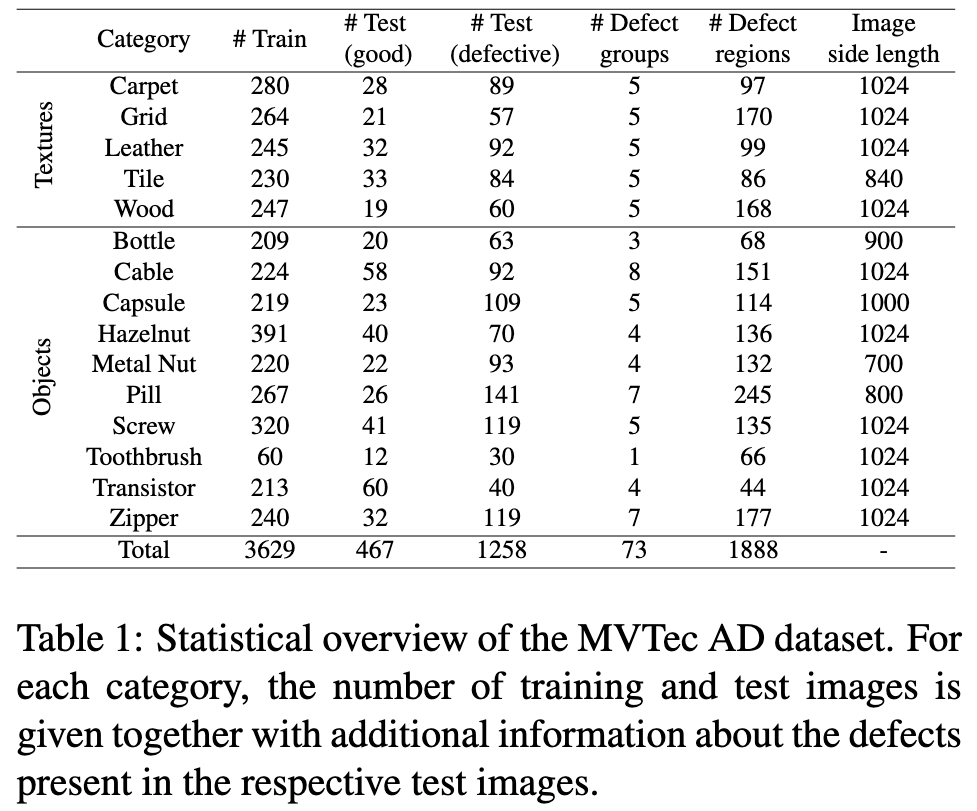 Category # Train # Test (good) # Test (defective) # Defect groups # Defect regions Image side length
Textures
Carpet 280 28 89 5 97 1024
Grid 264 21 57 5 170 1024
Leather 245 32 92 5 99 1024
Tile 230 33 84 5 86 840
Wood 247 19 60 5 168 1024
Objects
Bottle 209 20 63 3 68 900
Cable 224 58 92 8 151 1024
Capsule 219 23 109 5 114 1000
Hazelnut 391 40 70 4 136 1024
Metal Nut 220 22 93 4 132 700
Pill 267 26 141 7 245 800
Screw 320 41 119 5 135 1024
Toothbrush 60 12 30 1 66 1024
Transistor 213 60 40 4 44 1024
Zipper 240 32 119 7 177 1024
Total 3629 467 1258 73 1888 -
Table 1: Statistical overview of the MVTec AD dataset. For
each category, the number of training and test images is
given together with additional information about the defects
present in the respective test images.